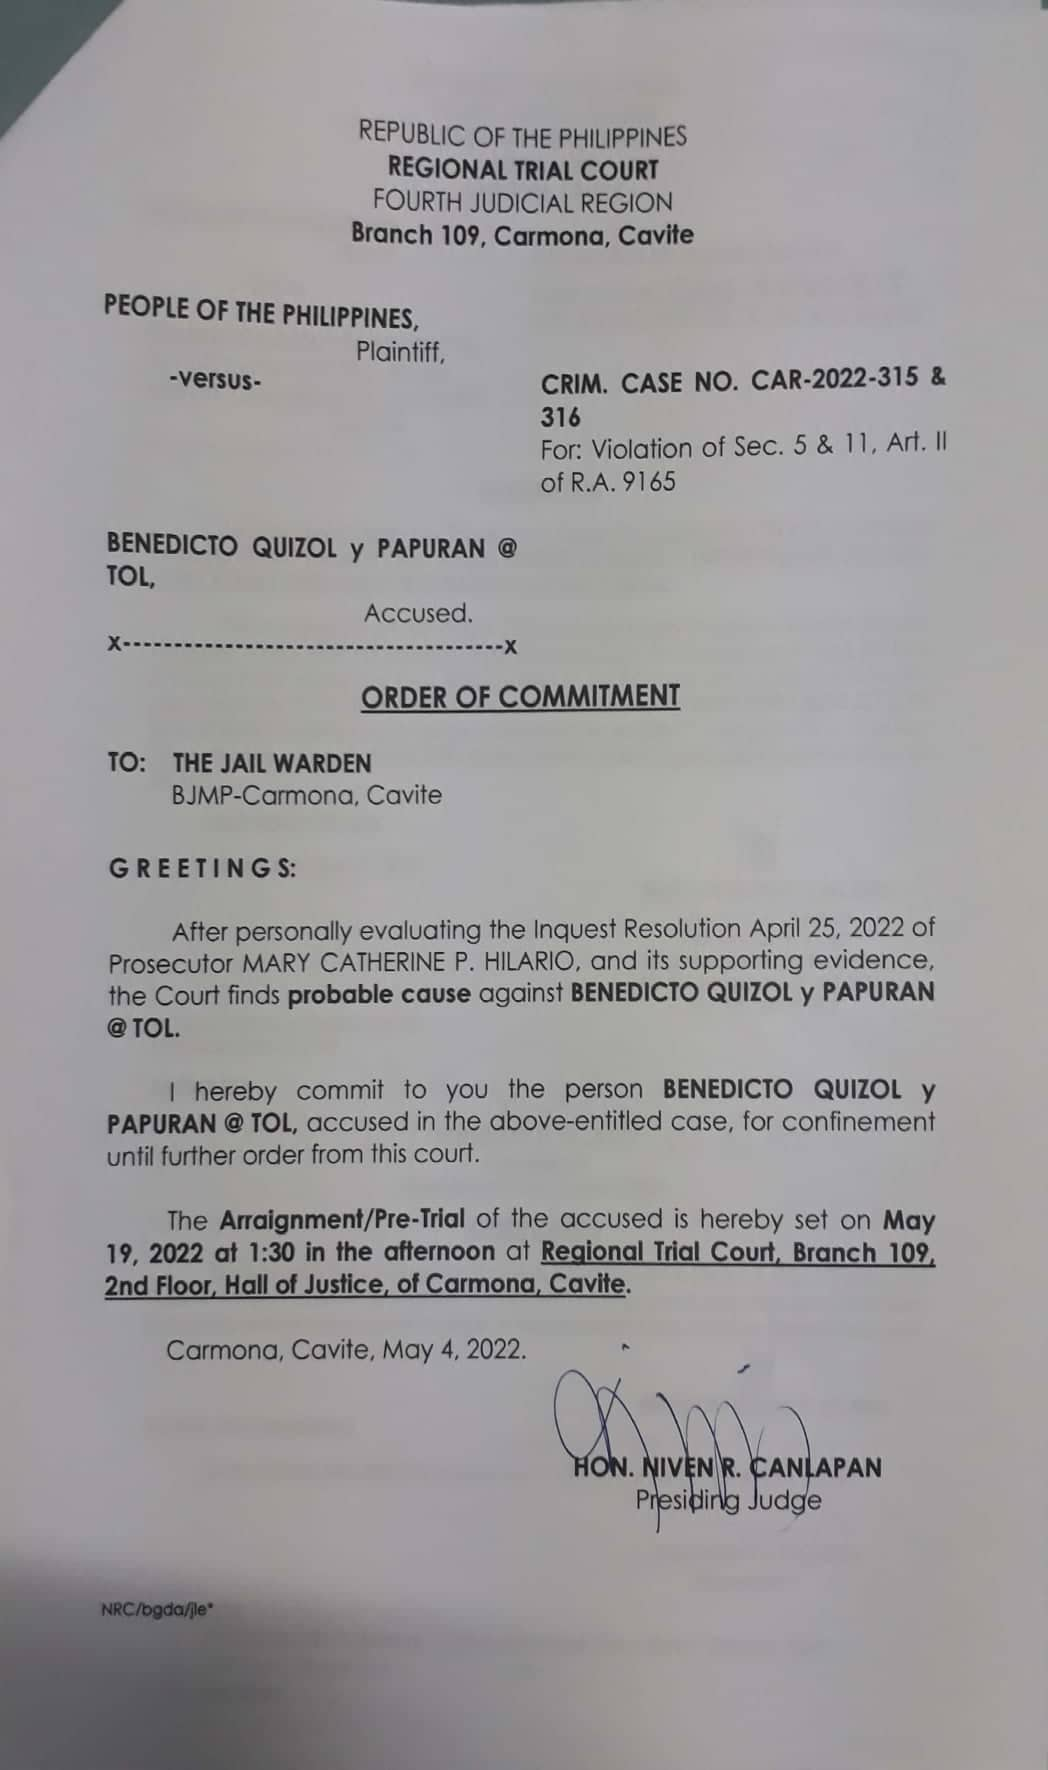 REPUBLIC OF THE PHILIPPINES
REGIONAL TRIAL COURT
FOURTH JUDICIAL REGION
Branch 109, Carmona, Cavite
PEOPLE OF THE PHILIPPINES,
Plaintiff,
-versus-
CRIM. CASE NO. CAR-2022-315 &
316
For: Violation of Sec. 5 & 11, Art. II
of R.A. 9165
BENEDICTO QUIZOL y PAPURAN @
TOL,
Accused.
x-------------------------------------x
ORDER OF COMMITMENT
TO: THE JAIL WARDEN
BJMP-Carmona, Cavite
G R E E T I N G S:
After personally evaluating the Inquest Resolution April 25, 2022 of
Prosecutor MARY CATHERINE P. HILARIO, and its supporting evidence,
the Court finds probable cause against BENEDICTO QUIZOL y PAPURAN
@ TOL.
I hereby commit to you the person BENEDICTO QUIZOL y
PAPURAN @ TOL, accused in the above-entitled case, for confinement
until further order from this court.
The Arraignment/Pre-Trial of the accused is hereby set on May
19, 2022 at 1:30 in the afternoon at Regional Trial Court, Branch 109,
2nd Floor, Hall of Justice, of Carmona, Cavite.
Carmona, Cavite, May 4, 2022.
HON. NIVEN R. CANLAPAN
Presiding Judge
NRC/bgda/jle*